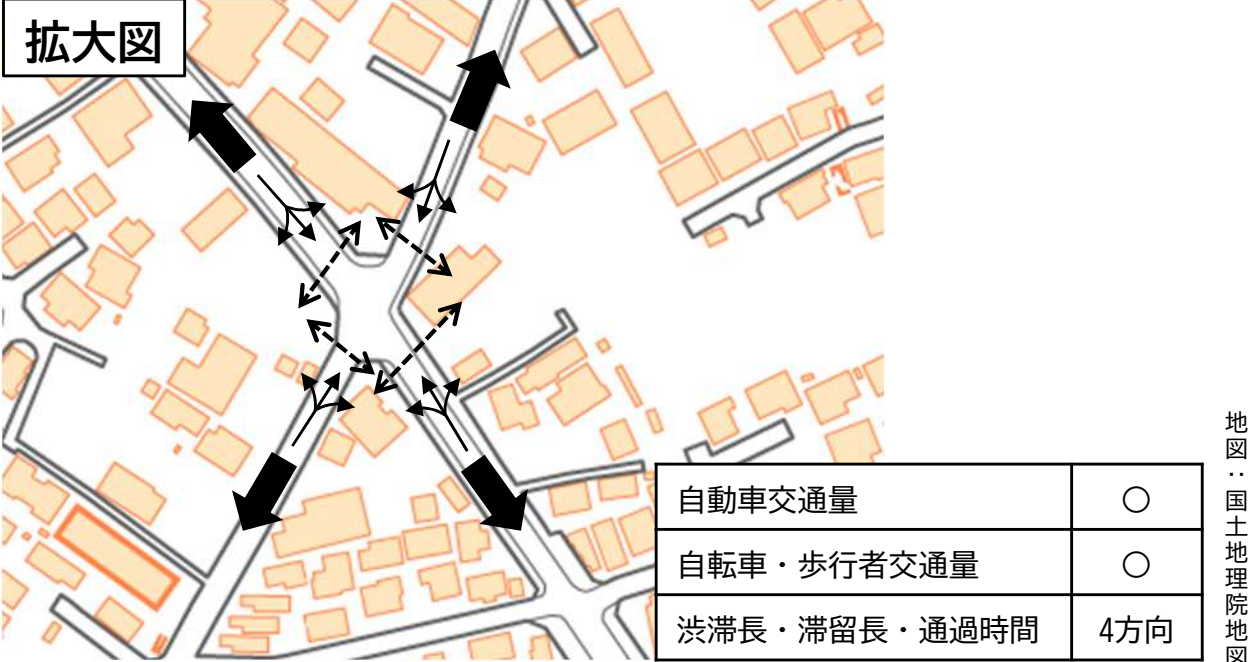 拡大図
自動車交通量 ○
自転車・歩行者交通量 ○
渋滞長・滞留長・通過時間 4方向
地図：国土地理院地図